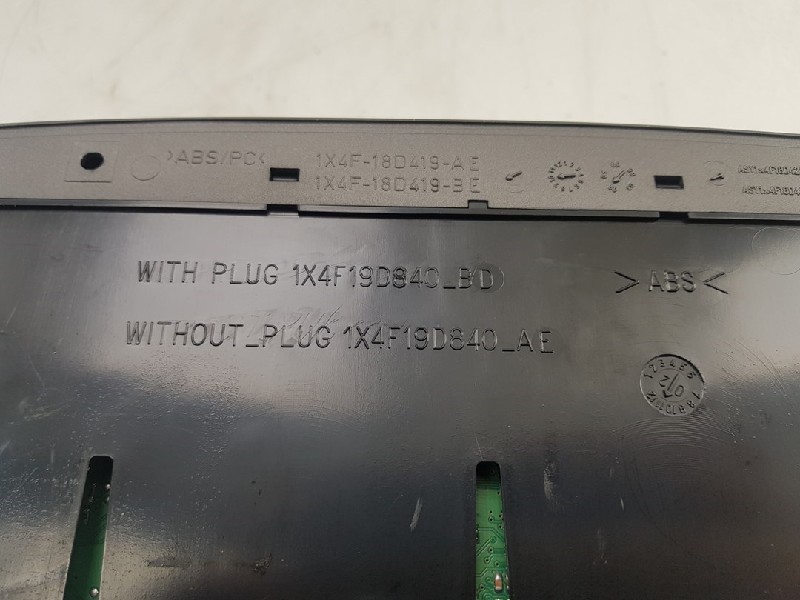 >ABS/PC<
1X4F-18D419-AE
1X4F-18D419-BE
WITH PLUG 1X4F19D840_BD
>ABS<
WITHOUT_PLUG 1X4F19D840_AE